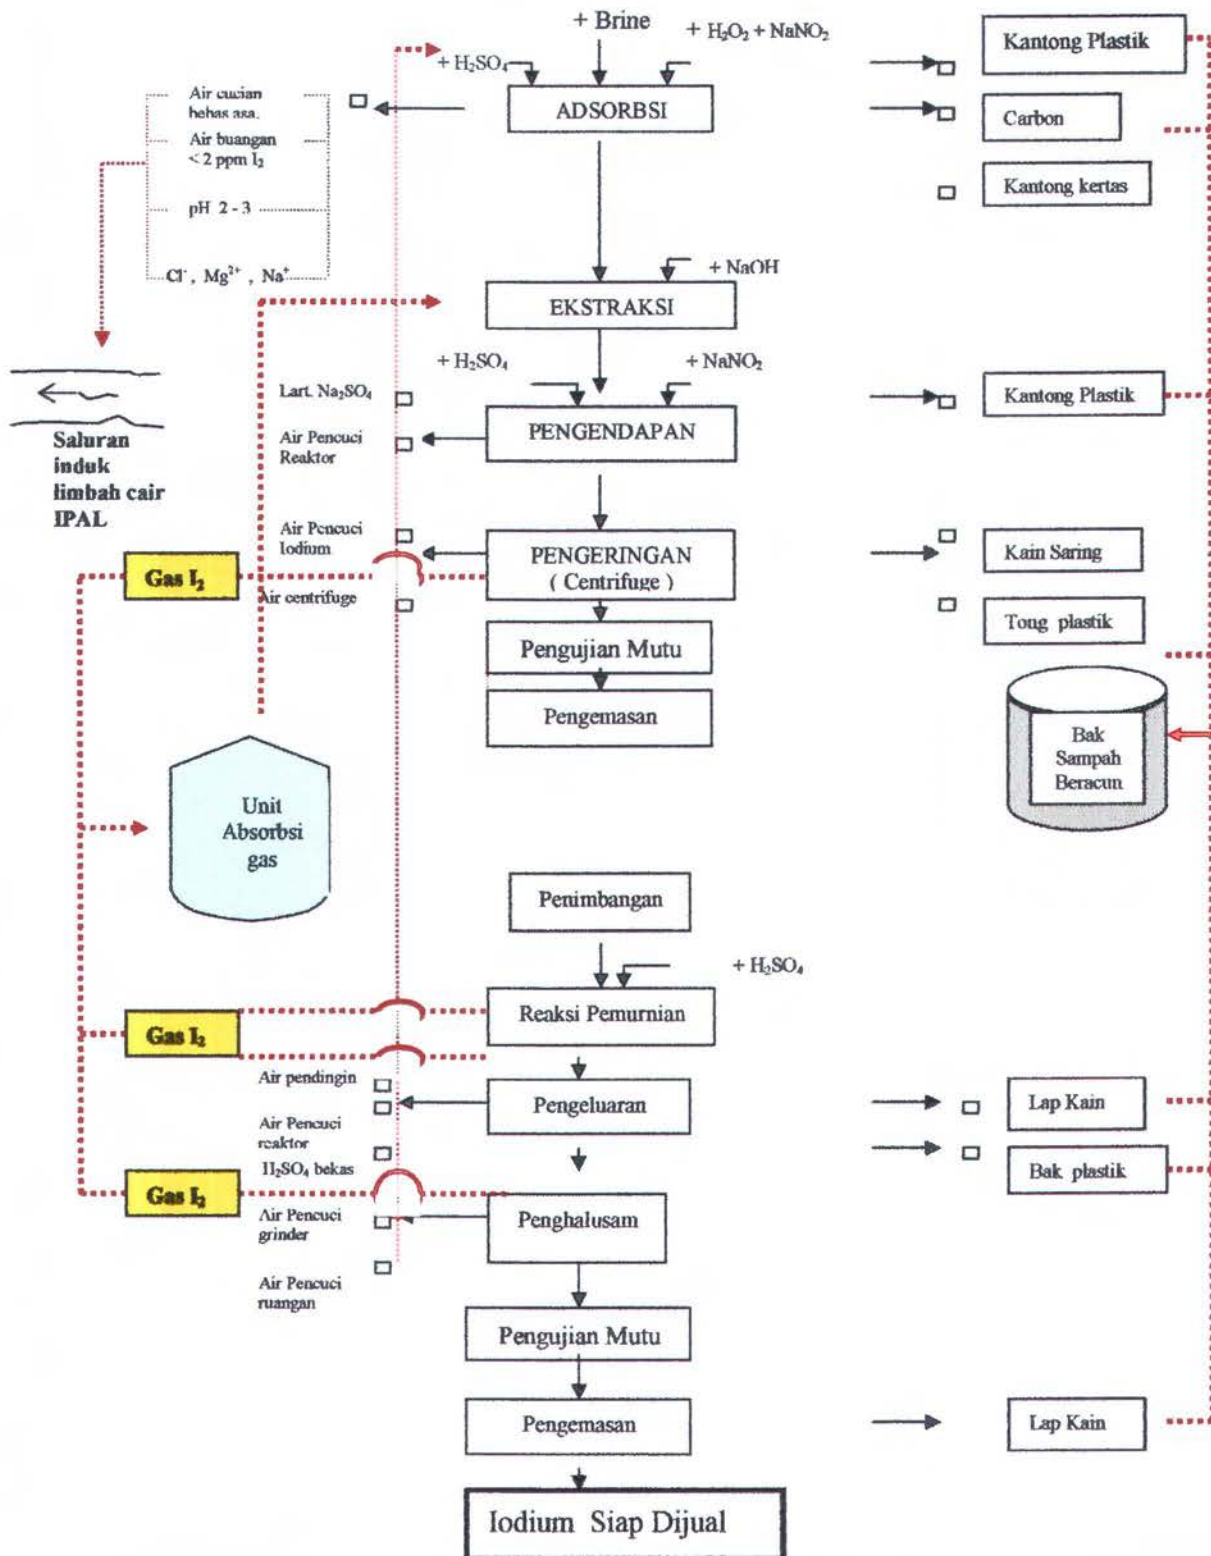 + Brine
+ H₂O₂ + NaNO₂
+ H₂SO₄
Kantong Plastik
ADSORBSI
Carbon
Kantong kertas
Air cucian
bebas asa.
Air buangan
< 2 ppm I₂
pH 2 - 3
Cl⁻, Mg²⁺ , Na⁺
+ NaOH
EKSTRAKSI
+ H₂SO₄
+ NaNO₂
Lart. Na₂SO₄
Kantong Plastik
PENGENDAPAN
Air Pencuci
Reaktor
Saluran
induk
limbah cair
IPAL
Air Pencuci
Iodium
PENGERINGAN
( Centrifuge )
Kain Saring
Gas I₂
Air centrifuge
Tong plastik
Pengujian Mutu
Pengemasan
Bak
Sampah
Beracun
Unit
Absorbsi
gas
Penimbangan
+ H₂SO₄
Reaksi Pemurnian
Gas I₂
Air pendingin
Pengeluaran
Lap Kain
Air Pencuci
reaktor
H₂SO4 bekas
Bak plastik
Gas I₂
Air Pencuci
grinder
Penghalusam
Air Pencuci
ruangan
Pengujian Mutu
Pengemasan
Lap Kain
Iodium Siap Dijual